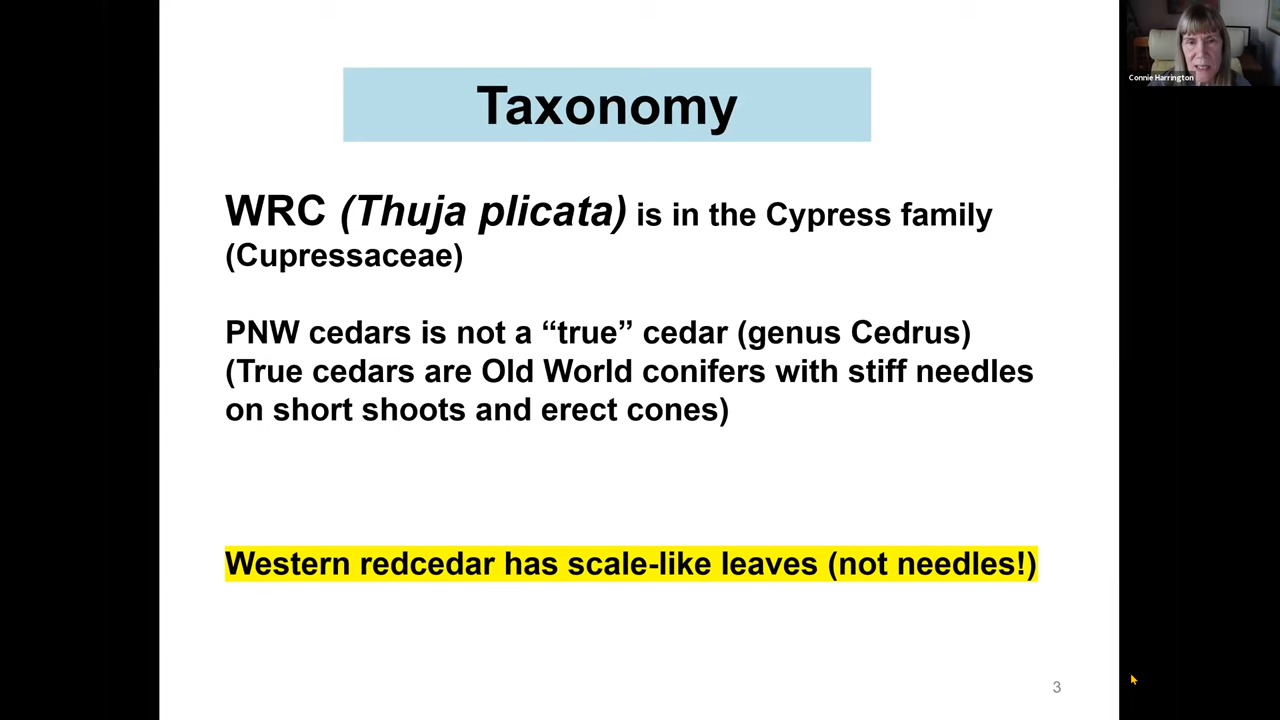 Taxonomy
WRC (Thuja plicata) is in the Cypress family
(Cupressaceae)
PNW cedars is not a “true” cedar (genus Cedrus)
(True cedars are Old World conifers with stiff needles
on short shoots and erect cones)
Western redcedar has scale-like leaves (not needles!)
3
Connie Harrington